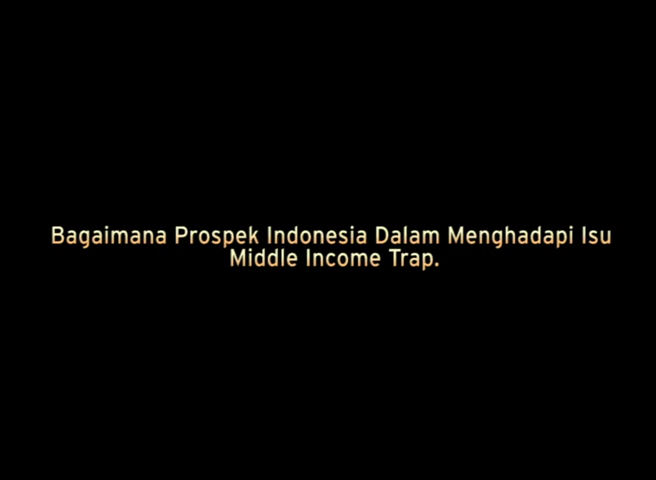 Bagaimana Prospek Indonesia Dalam Menghadapi Isu
Middle Income Trap.